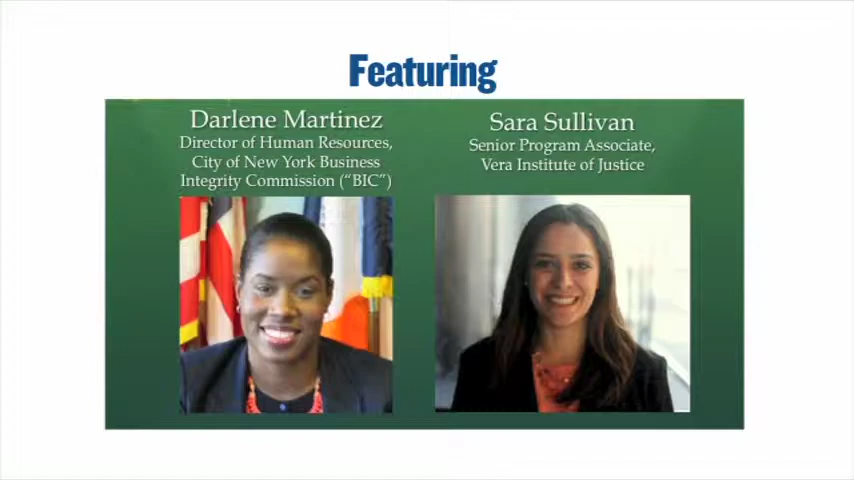 Featuring
Darlene Martinez
Director of Human Resources,
City of New York Business
Integrity Commission (“BIC”)
Sara Sullivan
Senior Program Associate,
Vera Institute of Justice